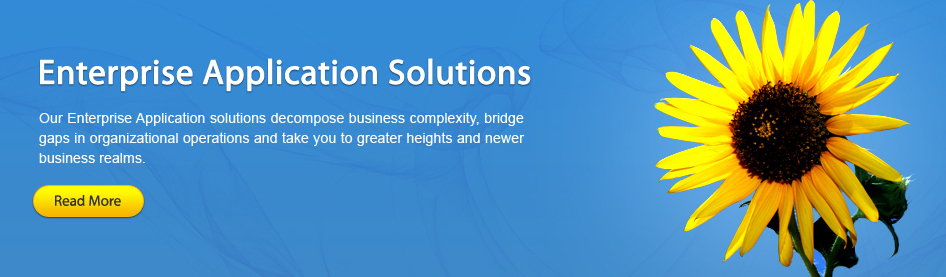 Enterprise Application Solutions
Our Enterprise Application solutions decompose business complexity, bridge
gaps in organizational operations and take you to greater heights and newer
business realms.
Read More